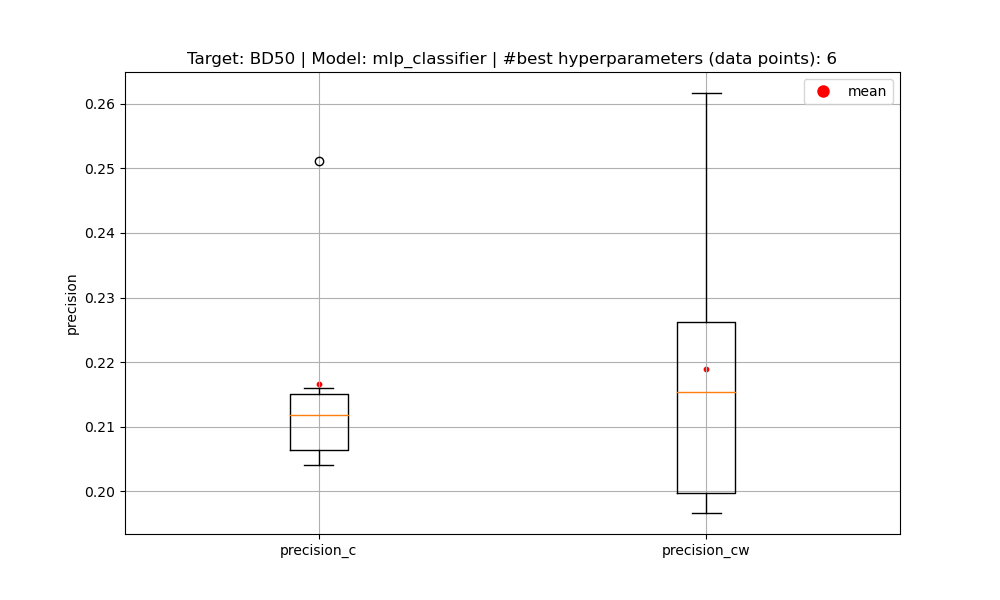 Target: BD50 | Model: mlp_classifier | #best hyperparameters (data points): 6
mean
0.26
0.25
0.24
0.23
0.22
0.21
0.20
precision
precision_c
precision_cw